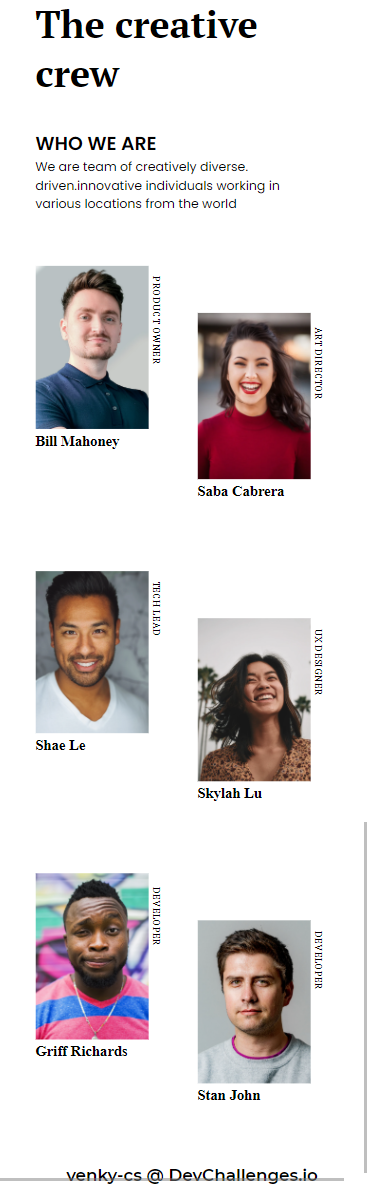 The creative
crew
WHO WE ARE
We are team of creatively diverse.
driven.innovative individuals working in
various locations from the world
PRODUCT OWNER
Bill Mahoney
ART DIRECTOR
Saba Cabrera
TECH LEAD
Shae Le
UX DESIGNER
Skylah Lu
DEVELOPER
Griff Richards
DEVELOPER
Stan John
venky-cs @ DevChallenges.io